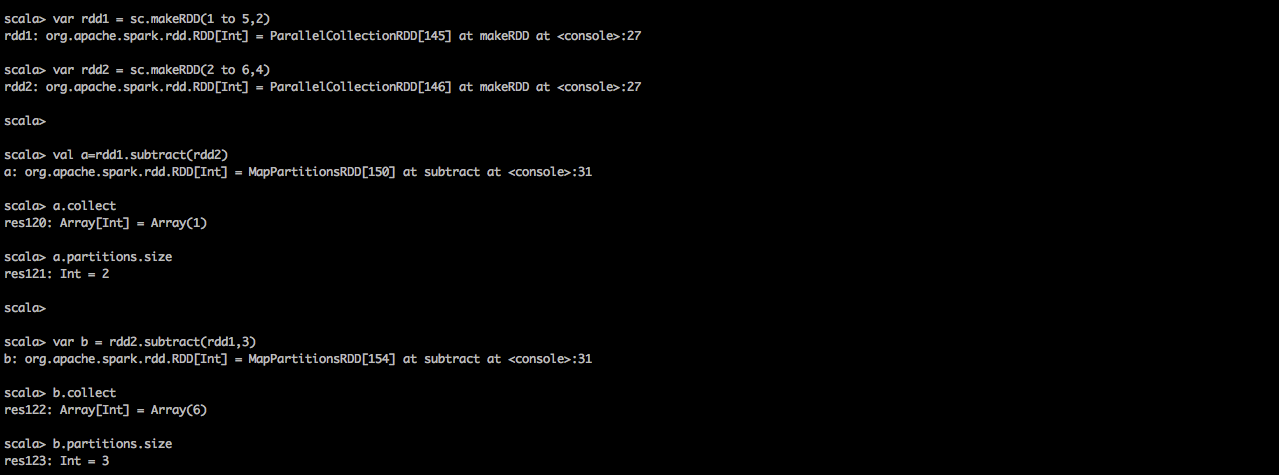 scala> var rdd1 = sc.makeRDD(1 to 5,2)
rdd1: org.apache.spark.rdd.RDD[Int] = ParallelCollectionRDD[145] at makeRDD at <console>:27
scala> var rdd2 = sc.makeRDD(2 to 6,4)
rdd2: org.apache.spark.rdd.RDD[Int] = ParallelCollectionRDD[146] at makeRDD at <console>:27
scala>
scala> val a=rdd1.subtract(rdd2)
a: org.apache.spark.rdd.RDD[Int] = MapPartitionsRDD[150] at subtract at <console>:31
scala> a.collect
res120: Array[Int] = Array(1)
scala> a.partitions.size
res121: Int = 2
scala>
scala> var b = rdd2.subtract(rdd1,3)
b: org.apache.spark.rdd.RDD[Int] = MapPartitionsRDD[154] at subtract at <console>:31
scala> b.collect
res122: Array[Int] = Array(6)
scala> b.partitions.size
res123: Int = 3